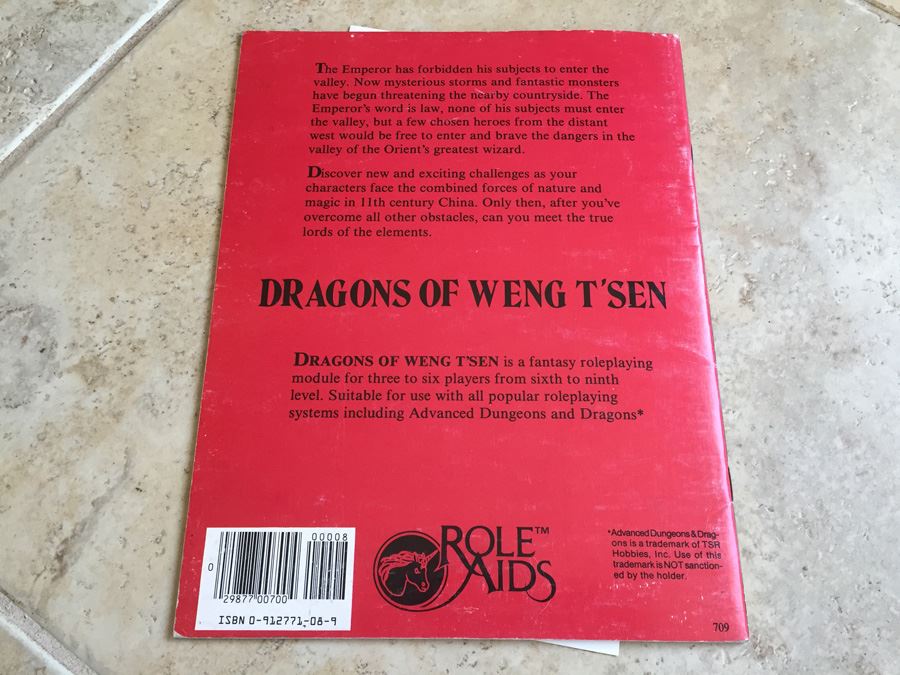 The Emperor has forbidden his subjects to enter the
valley. Now mysterious storms and fantastic monsters
have begun threatening the nearby countryside. The
Emperor's word is law, none of his subjects must enter
the valley, but a few chosen heroes from the distant
west would be free to enter and brave the dangers in the
valley of the Orient's greatest wizard.
Discover new and exciting challenges as your
characters face the combined forces of nature and
magic in 11th century China. Only then, after you've
overcome all other obstacles, can you meet the true
lords of the elements.
DRAGONS OF WENG T'SEN
DRAGONS OF WENG T'SEN is a fantasy roleplaying
module for three to six players from sixth to ninth
level. Suitable for use with all popular roleplaying
systems including Advanced Dungeons and Dragons*
00008
0
29877 00700
ISBN 0-912771-08-9
ROLE™
AIDS
*Advanced Dungeons & Drag-
ons is a trademark of TSR
Hobbies, Inc. Use of this
trademark is NOT sanction-
ed by the holder.
709